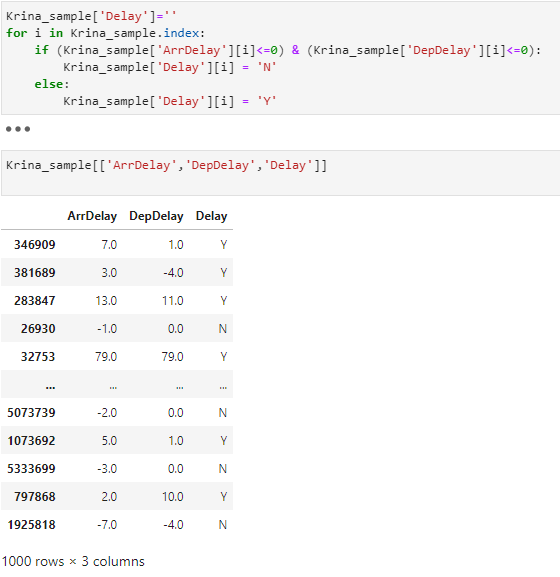 Krina_sample['Delay']=''
for i in Krina_sample.index:
    if (Krina_sample['ArrDelay'][i]<=0) & (Krina_sample['DepDelay'][i]<=0):
        Krina_sample['Delay'][i] = 'N'
    else:
        Krina_sample['Delay'][i] = 'Y'
Krina_sample[['ArrDelay','DepDelay','Delay']]
ArrDelay DepDelay Delay
346909 7.0 1.0 Y
381689 3.0 -4.0 Y
283847 13.0 11.0 Y
26930 -1.0 0.0 N
32753 79.0 79.0 Y
... ... ... ...
5073739 -2.0 0.0 N
1073692 5.0 1.0 Y
5333699 -3.0 0.0 N
797868 2.0 10.0 Y
1925818 -7.0 -4.0 N
1000 rows × 3 columns